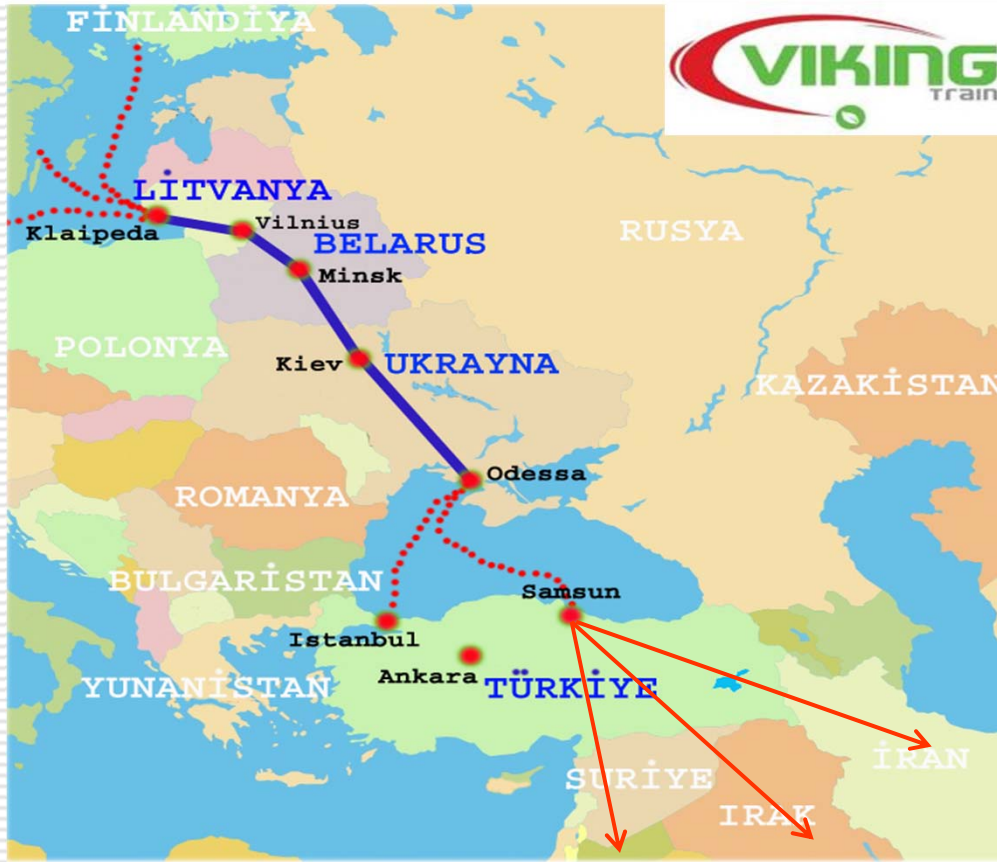 FİNLANDİYA
VIKING
Train
LİTVANYA
Klaipeda
Vilnius
BELARUS
Minsk
RUSYA
POLONYA
Kiev
UKRAYNA
KAZAKİSTAN
Odessa
ROMANYA
BULGARİSTAN
Samsun
Istanbul
Ankara
TÜRKİYE
YUNANİSTAN
SURİYE
İRAN
IRAK